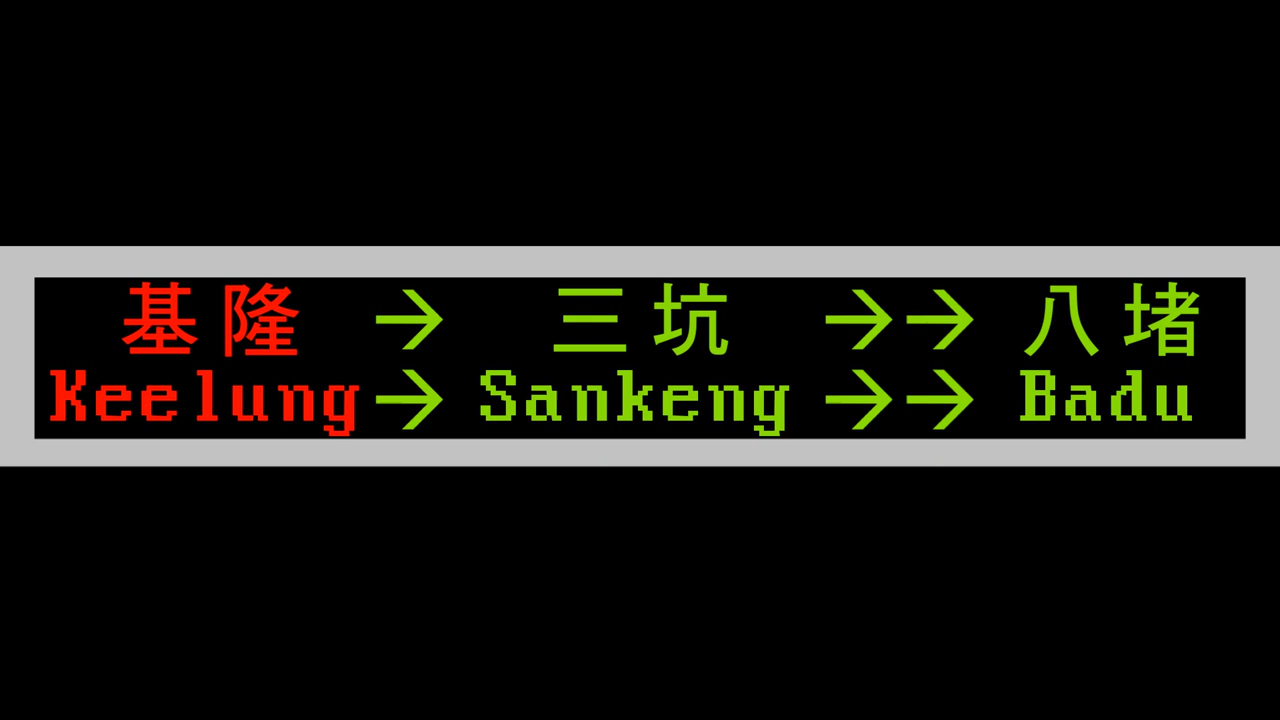 基隆 → 三坑 →→ 八堵
Keelung → Sankeng →→ Badu